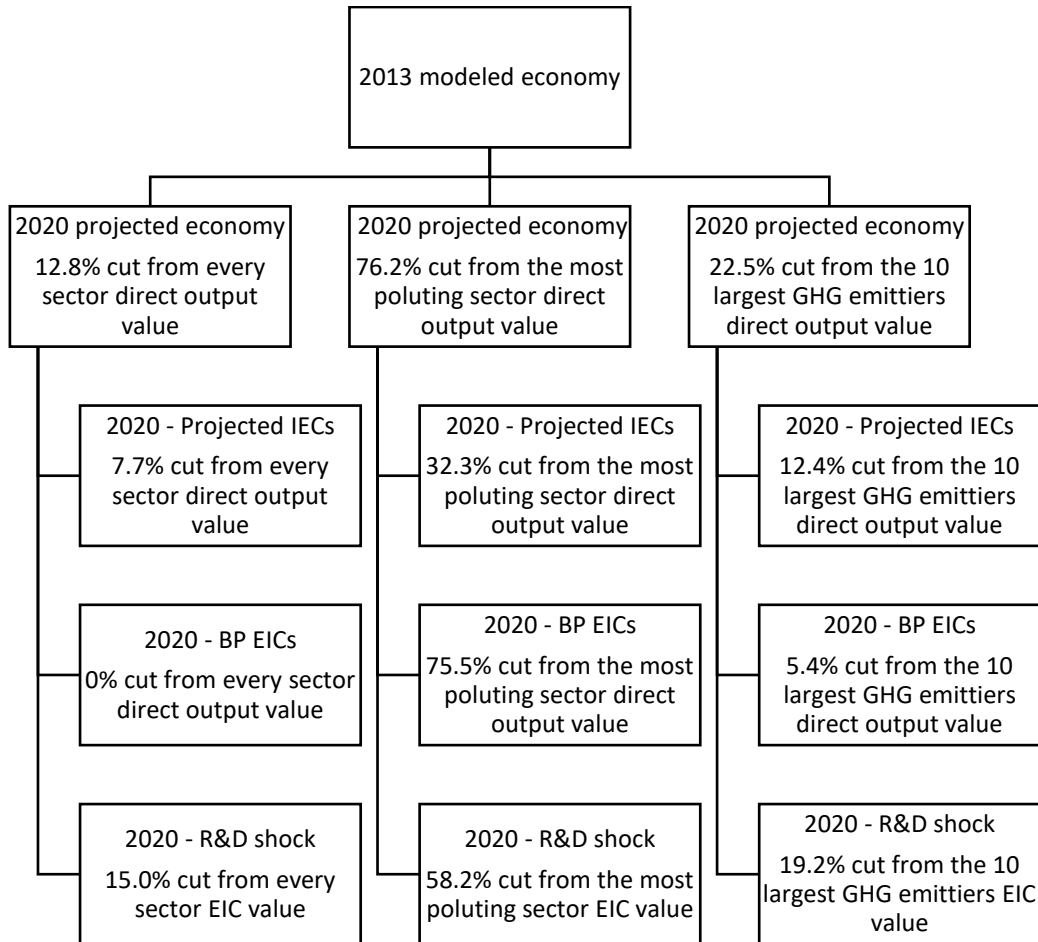 2013 modeled economy
2020 projected economy
12.8% cut from every
sector direct output
value
2020 projected economy
76.2% cut from the most
poluting sector direct
output value
2020 projected economy
22.5% cut from the 10
largest GHG emittiers
direct output value
2020 - Projected IECs
7.7% cut from every
sector direct output
value
2020 - Projected IECs
32.3% cut from the most
poluting sector direct
output value
2020 - Projected IECs
12.4% cut from the 10
largest GHG emittiers
direct output value
2020 - BP EICs
0% cut from every sector
direct output value
2020 - BP EICs
75.5% cut from the most
poluting sector direct
output value
2020 - BP EICs
5.4% cut from the 10
largest GHG emittiers
direct output value
2020 - R&D shock
15.0% cut from every
sector EIC value
2020 - R&D shock
58.2% cut from the most
poluting sector EIC value
2020 - R&D shock
19.2% cut from the 10
largest GHG emittiers EIC
value